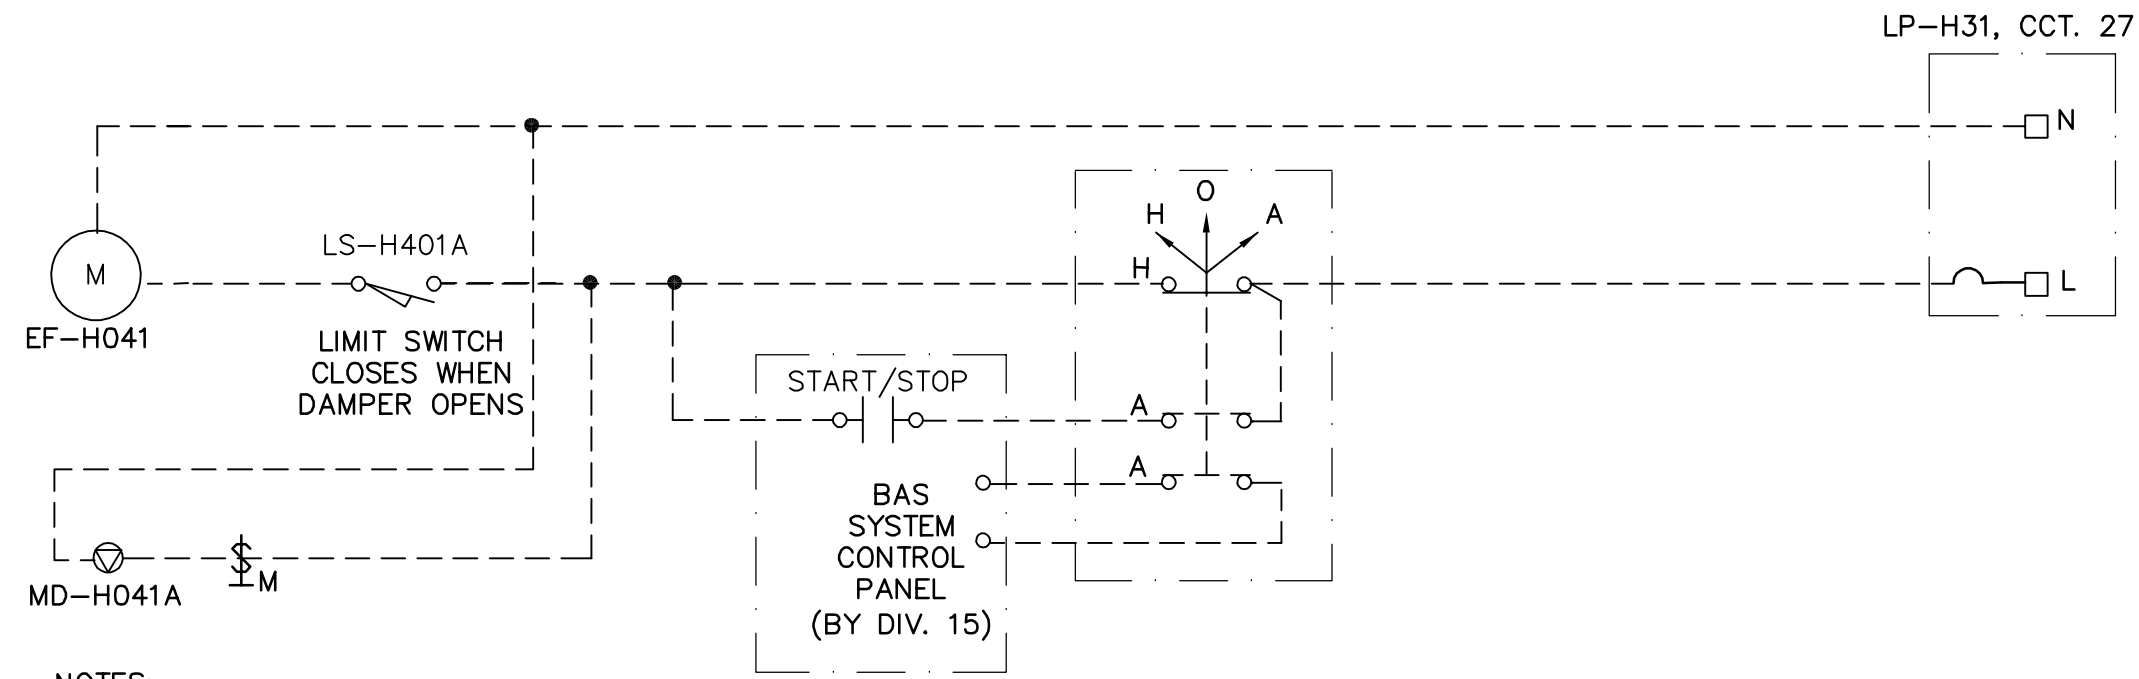 LP-H31, CCT. 27
N
O
H
A
LS-H401A
H
M
L
EF-H041
LIMIT SWITCH
CLOSES WHEN
DAMPER OPENS
START/STOP
A
A
BAS
SYSTEM
CONTROL
PANEL
(BY DIV. 15)
M
MD-H041A
NOTES